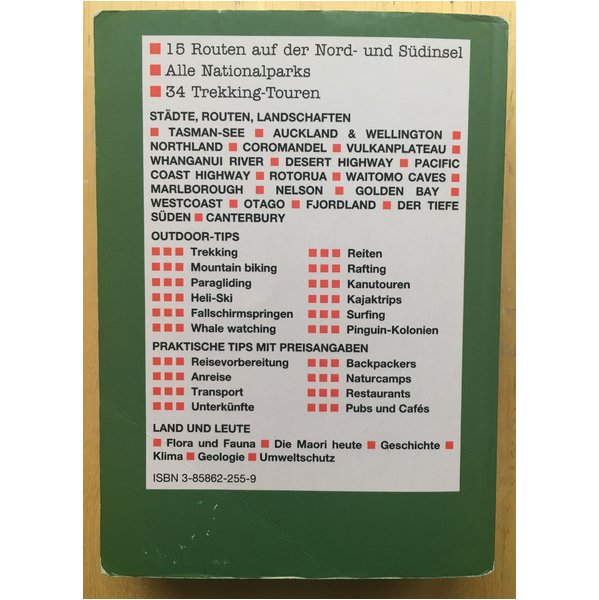 ■ 15 Routen auf der Nord- und Südinsel
■ Alle Nationalparks
■ 34 Trekking-Touren
STÄDTE, ROUTEN, LANDSCHAFTEN
■ TASMAN-SEE ■ AUCKLAND & WELLINGTON ■
NORTHLAND ■ COROMANDEL ■ VULKANPLATEAU ■
WHANGANUI RIVER ■ DESERT HIGHWAY ■ PACIFIC
COAST HIGHWAY ■ ROTORUA ■ WAITOMO CAVES ■
MARLBOROUGH ■ NELSON ■ GOLDEN BAY ■
WESTCOAST ■ OTAGO ■ FJORDLAND ■ DER TIEFE
SÜDEN ■ CANTERBURY
OUTDOOR-TIPS
■■■ Trekking
■■■ Mountain biking
■■■ Paragliding
■■■ Heli-Ski
■■■ Fallschirmspringen
■■■ Whale watching
■■■ Reiten
■■■ Rafting
■■■ Kanutouren
■■■ Kajaktrips
■■■ Surfing
■■■ Pinguin-Kolonien
PRAKTISCHE TIPS MIT PREISANGABEN
■■■ Reisevorbereitung
■■■ Anreise
■■■ Transport
■■■ Unterkünfte
■■■ Backpackers
■■■ Naturcamps
■■■ Restaurants
■■■ Pubs und Cafés
LAND UND LEUTE
■ Flora und Fauna ■ Die Maori heute ■ Geschichte ■
Klima ■ Geologie ■ Umweltschutz
ISBN 3-85862-255-9